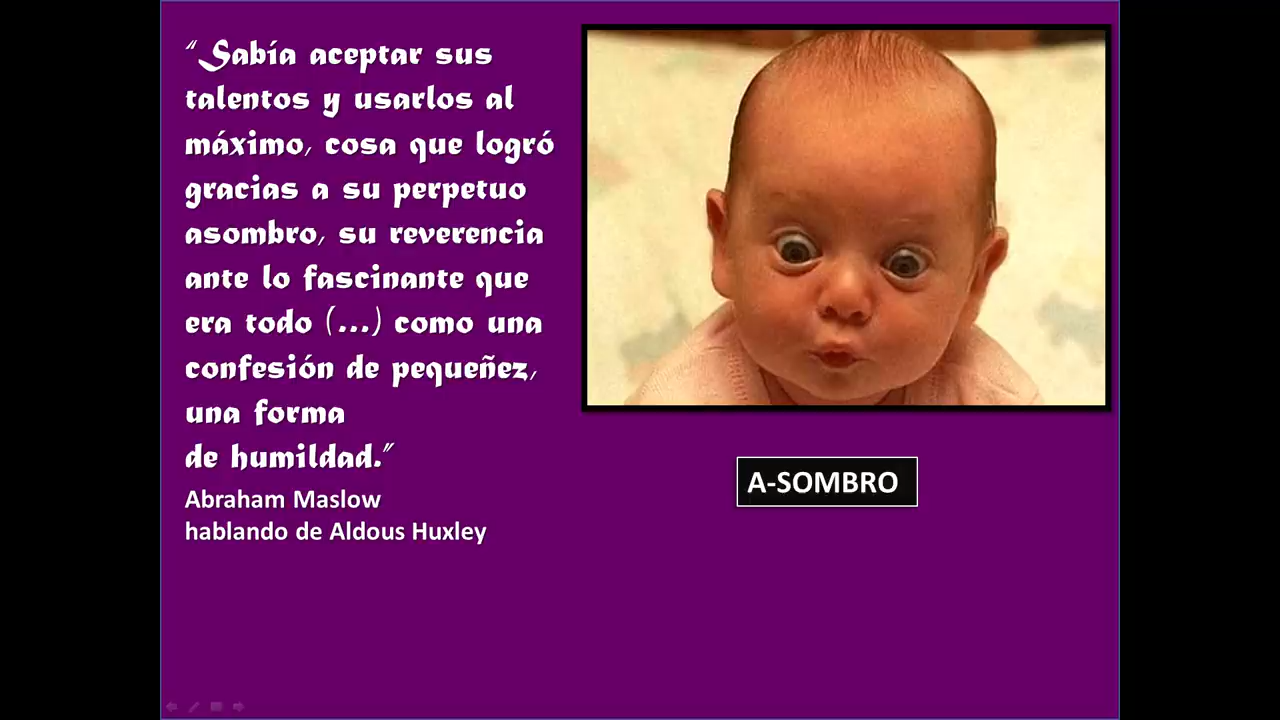 “Sabía aceptar sus
talentos y usarlos al
máximo, cosa que logró
gracias a su perpetuo
asombro, su reverencia
ante lo fascinante que
era todo (...) como una
confesión de pequeñez,
una forma
de humildad.”
Abraham Maslow
hablando de Aldous Huxley
A-SOMBRO